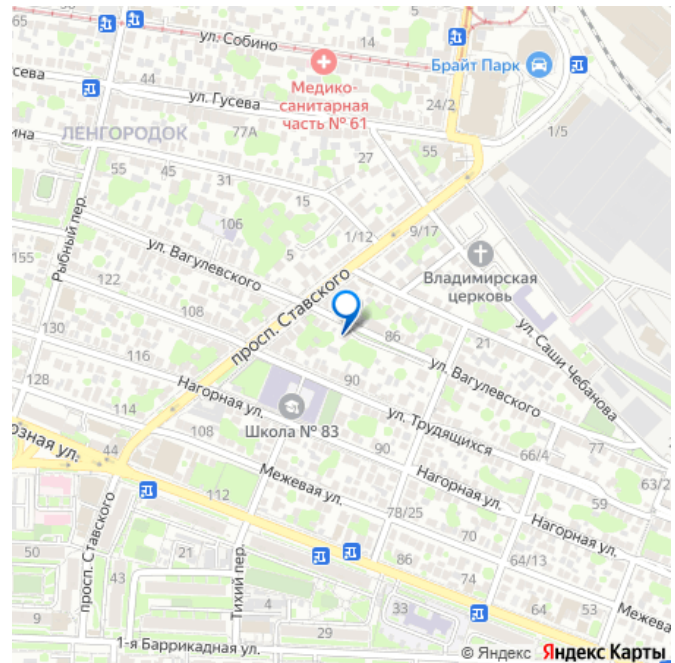 ул. Собино
14
Брайт Парк
усева
44
Медико-
санитарная
часть № 61
ул. Гусева
24/2
ина
ЛЕНГОРОДОК
77А
1/5
27
55
55
45
31
15
Рыбный пер.
106
5
1/12
9/17
155
ул. Вагулевского
Владимирская
церковь
122
108
просп. Ставского
ул. Саши Чебанова
130
86
21
116
90
ул. Вагулевского
128
Нагорная ул.
114
Школа № 83
ул. Трудящихся
озная ул.
108
90
66/4
77
44
Межевая ул.
Нагорная ул.
63/2
59
112
78/25
Нагорная ул.
просп. Ставского
50
21
86
64/13
43
Тихий пер.
74
Межева
9
4
33
64
53
29
1-я Баррикадная ул.
© Яндекс Яндекс Карты